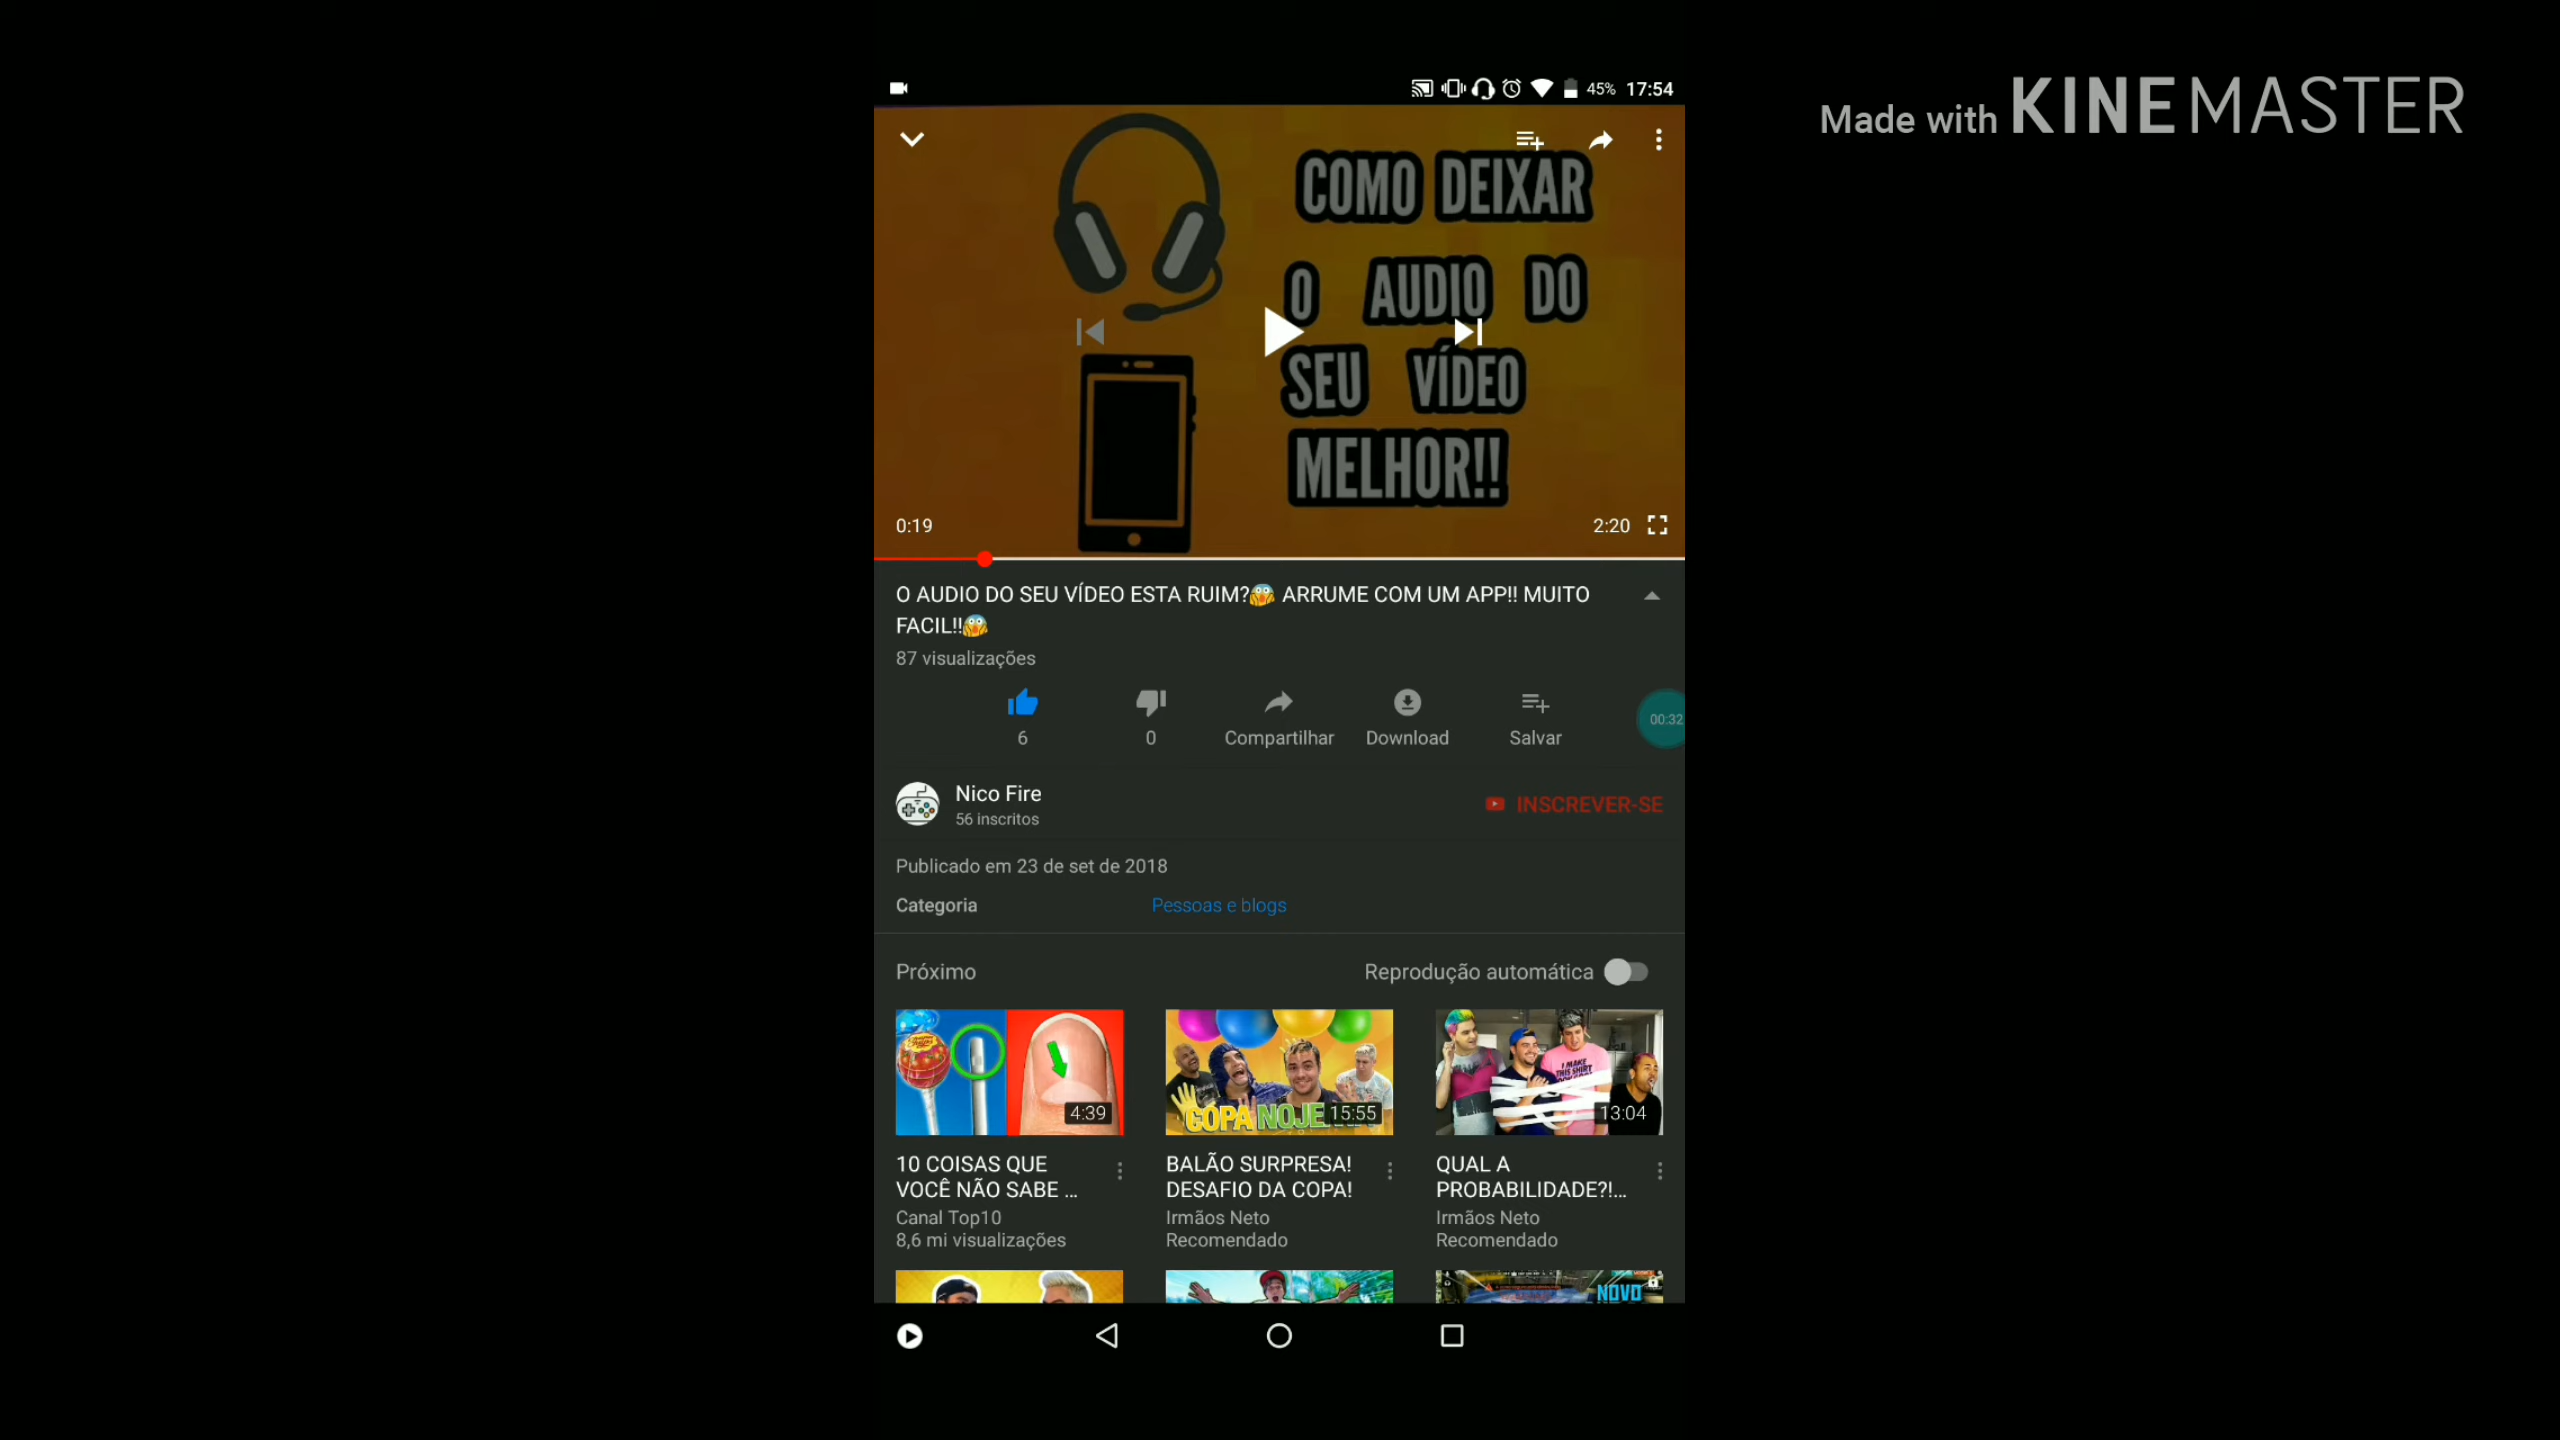 45% 17:54
Made with KINEMASTER
COMO DEIXAR
O AUDIO DO
SEU VÍDEO
MELHOR!!
0:19
2:20
O AUDIO DO SEU VÍDEO ESTA RUIM?😱 ARRUME COM UM APP!! MUITO
FACIL!!😱
87 visualizações
6
0
Compartilhar
Download
Salvar
00:32
Nico Fire
56 inscritos
INSCREVER-SE
Publicado em 23 de set de 2018
Categoria
Pessoas e blogs
Próximo
Reprodução automática
4:39
COPA NOJE
15:55
I MAKE
THIS SHIRT
13:04
10 COISAS QUE
VOCÊ NÃO SABE ...
Canal Top10
8,6 mi visualizações
BALÃO SURPRESA!
DESAFIO DA COPA!
Irmãos Neto
Recomendado
QUAL A
PROBABILIDADE?!...
Irmãos Neto
Recomendado
NOVO